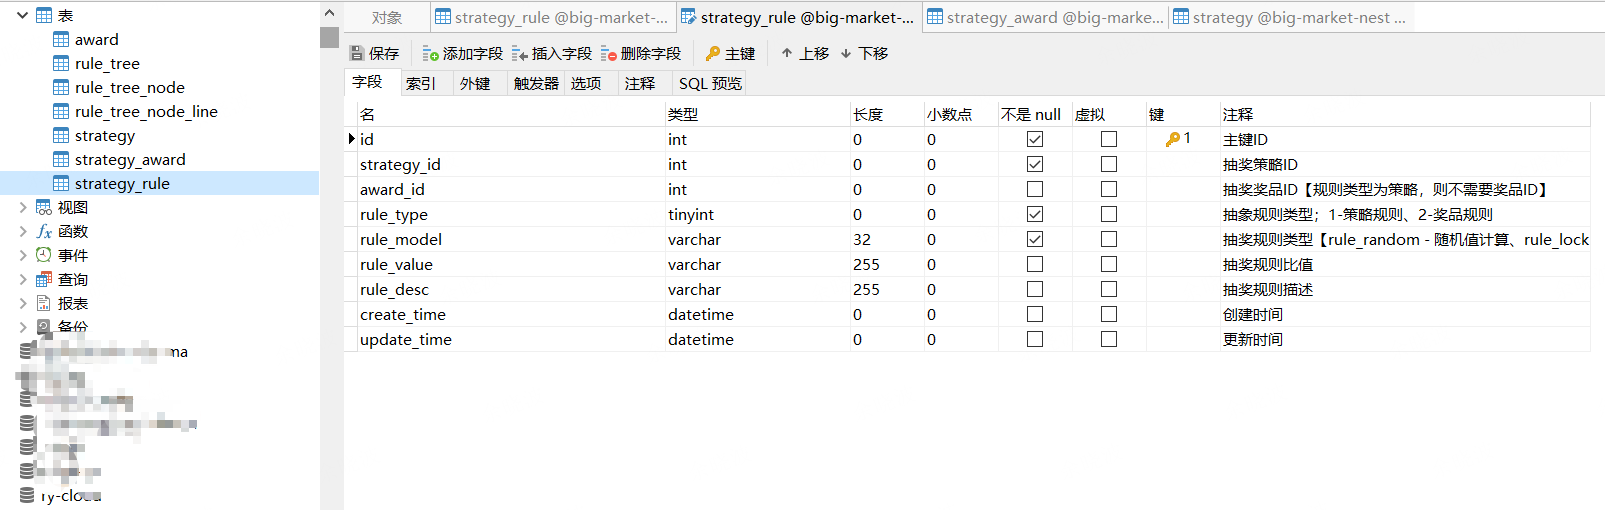 表
award
rule_tree
rule_tree_node
rule_tree_node_line
strategy
strategy_award
strategy_rule
视图
函数
事件
查询
报表
备份
ma
ry-cloud
对象
strategy_rule @big-market-...
strategy_rule @big-market-...
strategy_award @big-marke...
strategy @big-market-nest ...
保存 添加字段 插入字段 删除字段 主键 上移 下移
字段 索引 外键 触发器 选项 注释 SQL 预览
名 类型 长度 小数点 不是 null 虚拟 键 注释
id int 0 0 1 主键ID
strategy_id int 0 0 抽奖策略ID
award_id int 0 0 抽奖奖品ID【规则类型为策略，则不需要奖品ID】
rule_type tinyint 0 0 抽象规则类型；1-策略规则、2-奖品规则
rule_model varchar 32 0 抽奖规则类型【rule_random - 随机值计算、rule_lock
rule_value varchar 255 0 抽奖规则比值
rule_desc varchar 255 0 抽奖规则描述
create_time datetime 0 0 创建时间
update_time datetime 0 0 更新时间